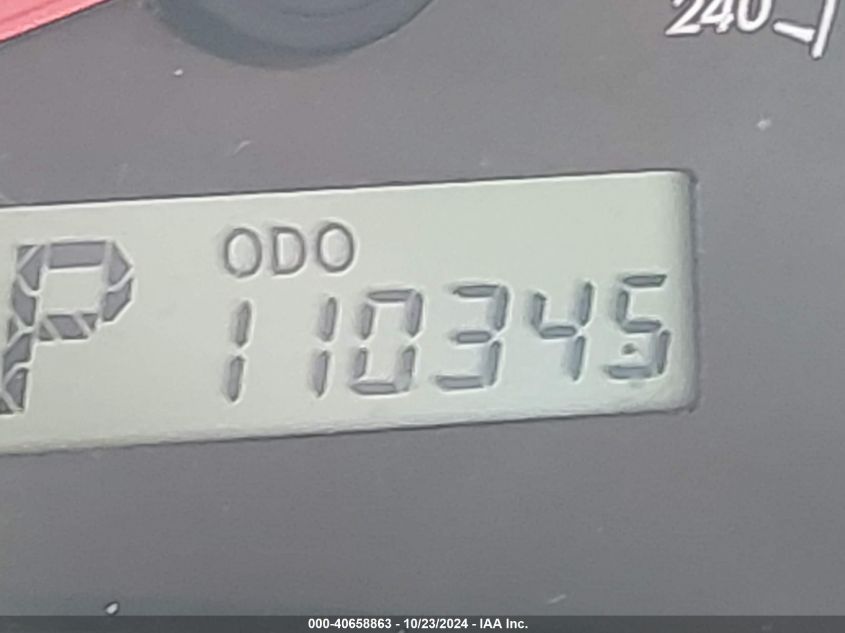 240
P ODO
110345
000-40658863 - 10/23/2024 - IAA Inc.